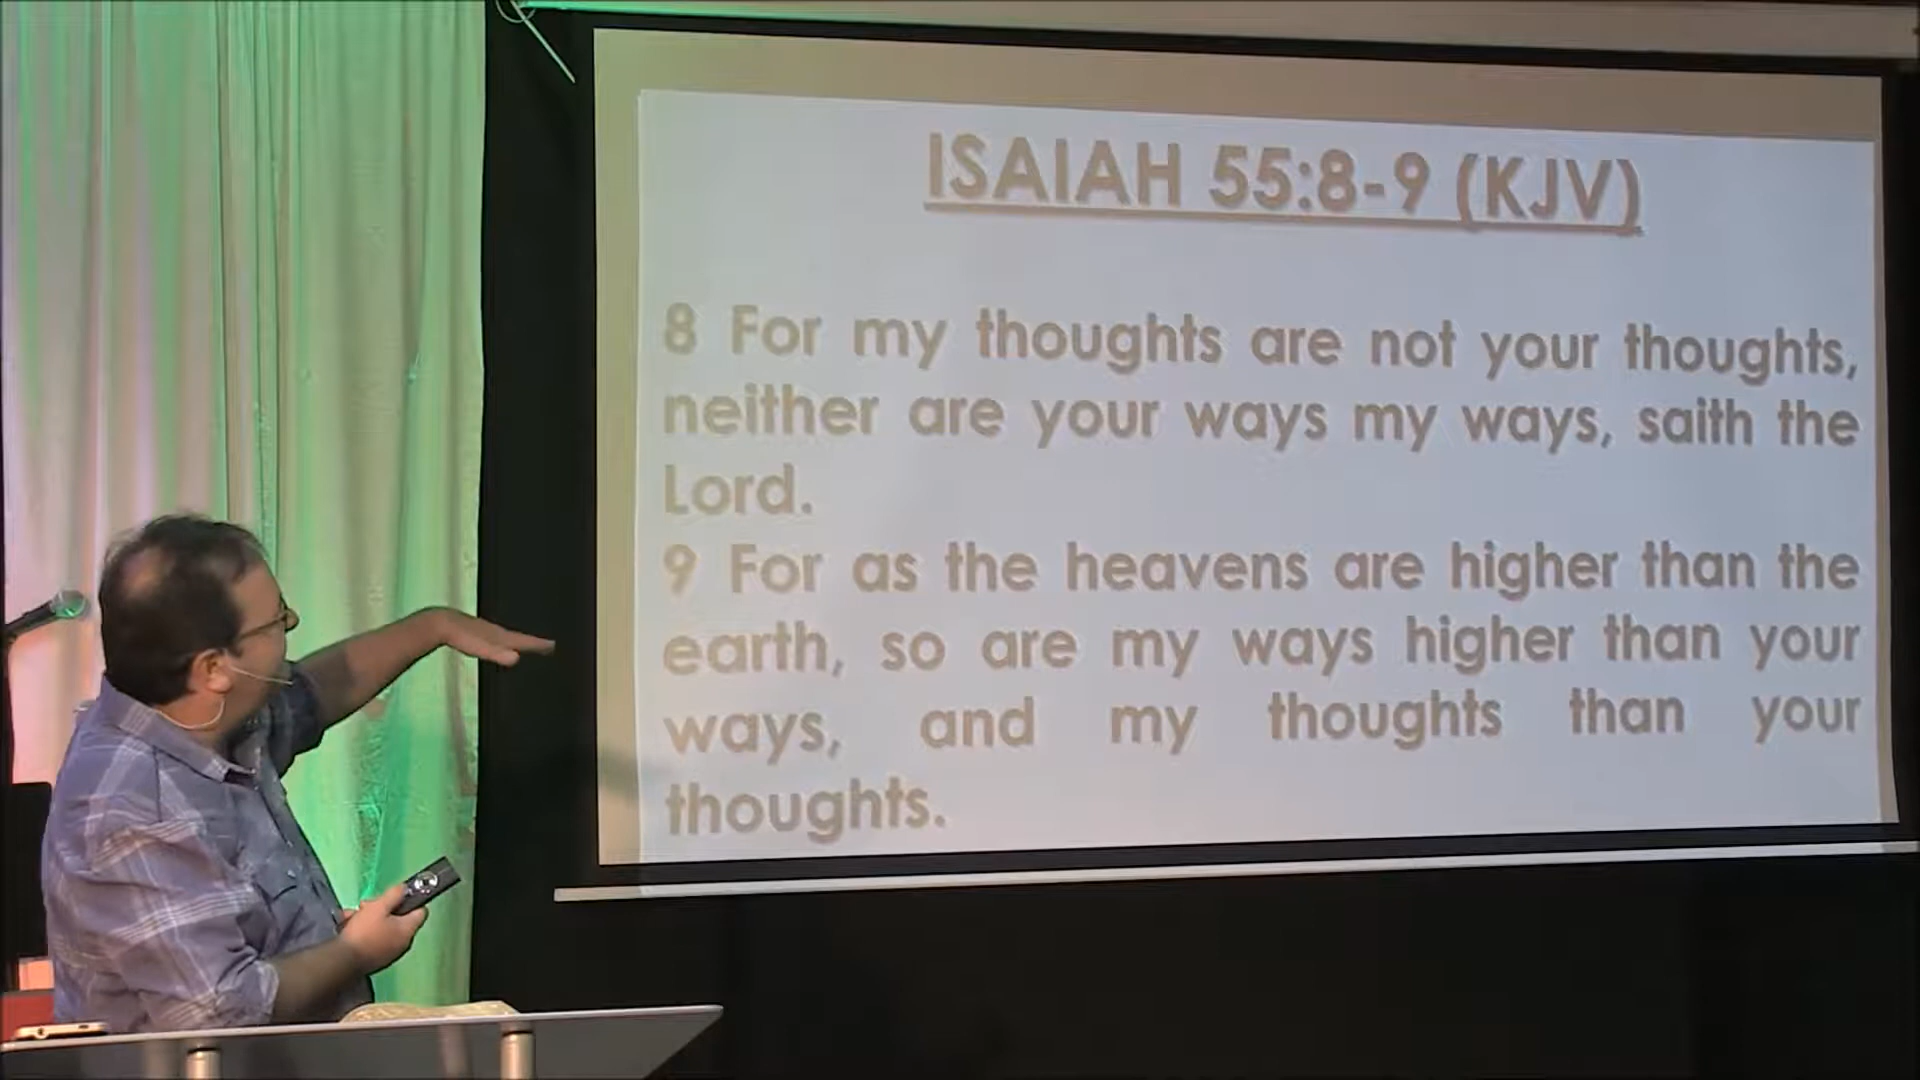 ISAIAH 55:8-9 (KJV)
8 For my thoughts are not your thoughts,
neither are your ways my ways, saith the
Lord.
9 For as the heavens are higher than the
earth, so are my ways higher than your
ways, and my thoughts than your
thoughts.